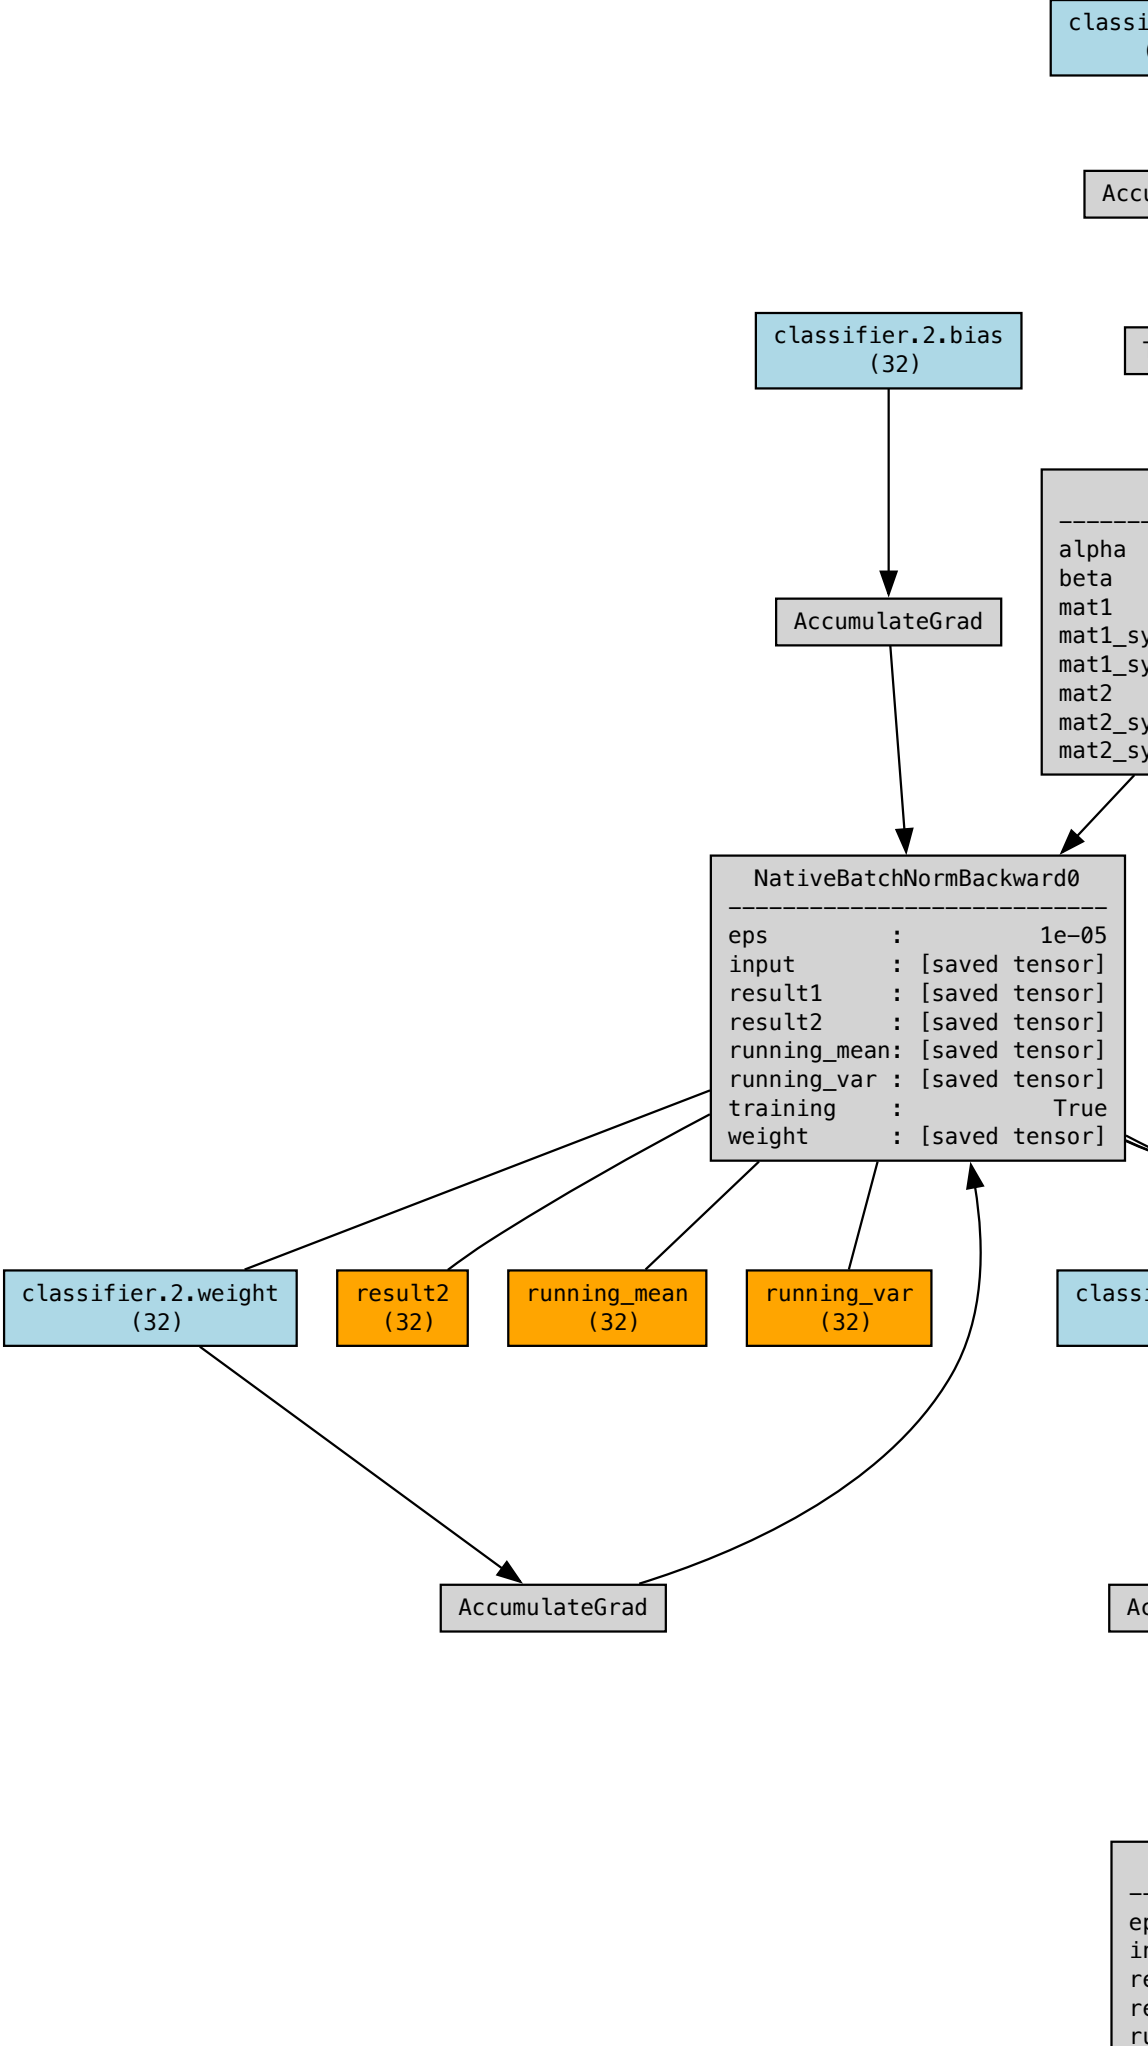 classifier.2.bias
(32)
AccumulateGrad
alpha
beta
mat1
mat2
NativeBatchNormBackward0
----------------------------
eps : 1e-05
input : [saved tensor]
result1 : [saved tensor]
result2 : [saved tensor]
running_mean: [saved tensor]
running_var : [saved tensor]
training : True
weight : [saved tensor]
classifier.2.weight
(32)
result2
(32)
running_mean
(32)
running_var
(32)
AccumulateGrad